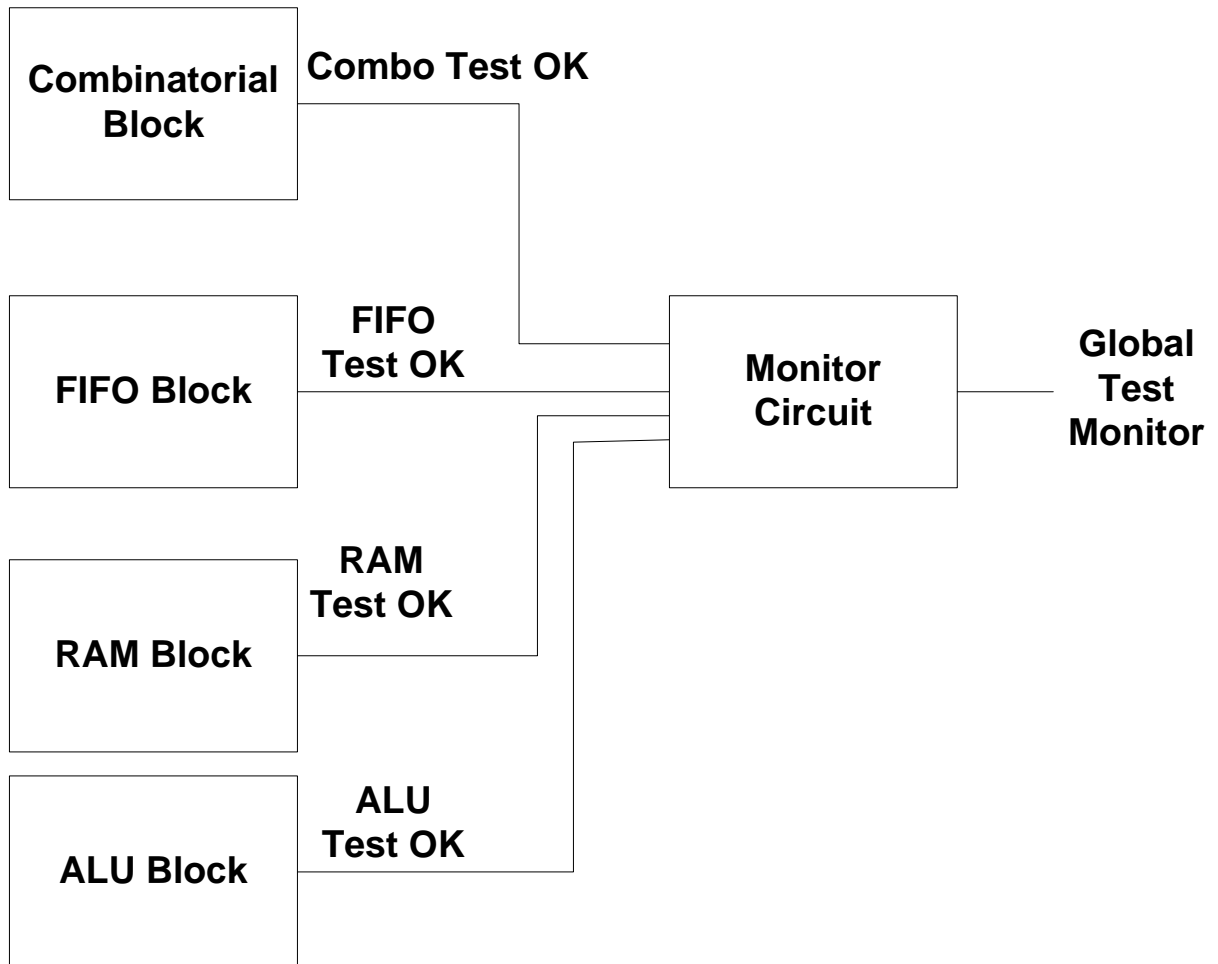 Combinatorial
Block
Combo Test OK
FIFO Block
FIFO
Test OK
Monitor
Circuit
Global
Test
Monitor
RAM Block
RAM
Test OK
ALU Block
ALU
Test OK